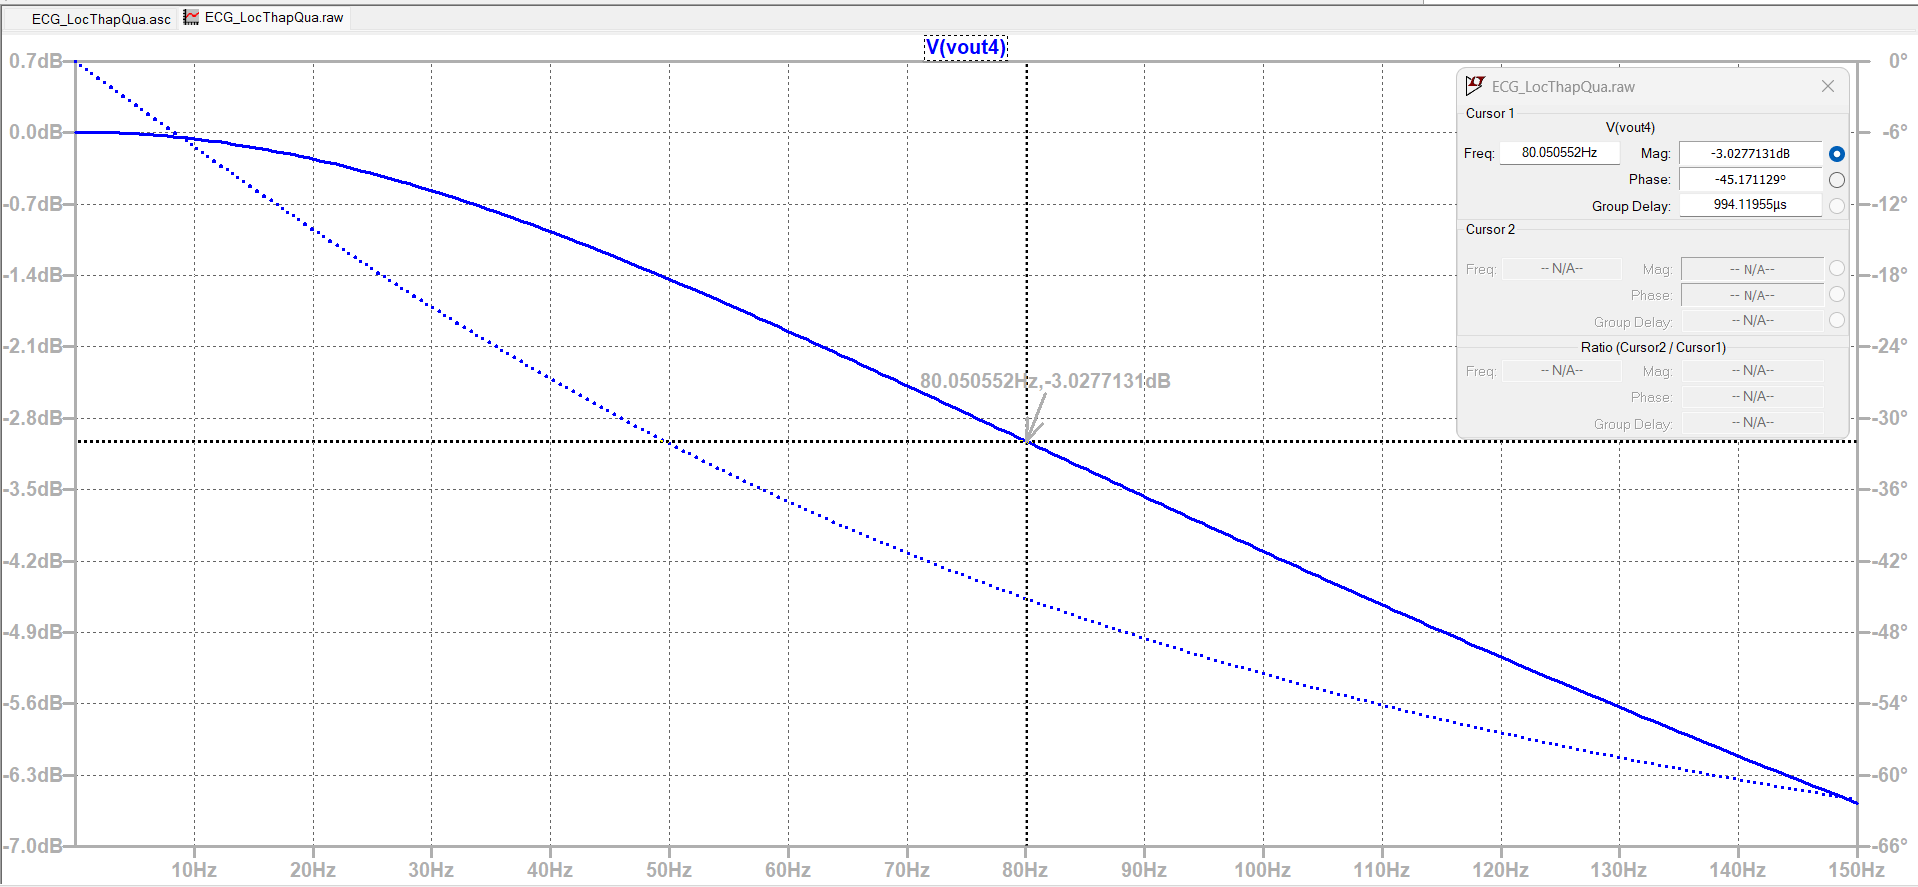 ECG_LocThapQua.asc ECG_LocThapQua.raw
V(vout4)
0.7dB
0.0dB
-0.7dB
-1.4dB
-2.1dB
-2.8dB
-3.5dB
-4.2dB
-4.9dB
-5.6dB
-6.3dB
-7.0dB
80.050552Hz,-3.0277131dB
10Hz 20Hz 30Hz 40Hz 50Hz 60Hz 70Hz 80Hz 90Hz 100Hz 110Hz 120Hz 130Hz 140Hz 150Hz
0°
-6°
-12°
-18°
-24°
-30°
-36°
-42°
-48°
-54°
-60°
-66°
ECG_LocThapQua.raw
Cursor 1
V(vout4)
Freq: 80.050552Hz Mag: -3.0277131dB
Phase: -45.171129°
Group Delay: 994.11955µs
Cursor 2
Freq: -- N/A-- Mag: -- N/A--
Phase: -- N/A--
Group Delay: -- N/A--
Ratio (Cursor2 / Cursor1)
Freq: -- N/A-- Mag: -- N/A--
Phase: -- N/A--
Group Delay: -- N/A--